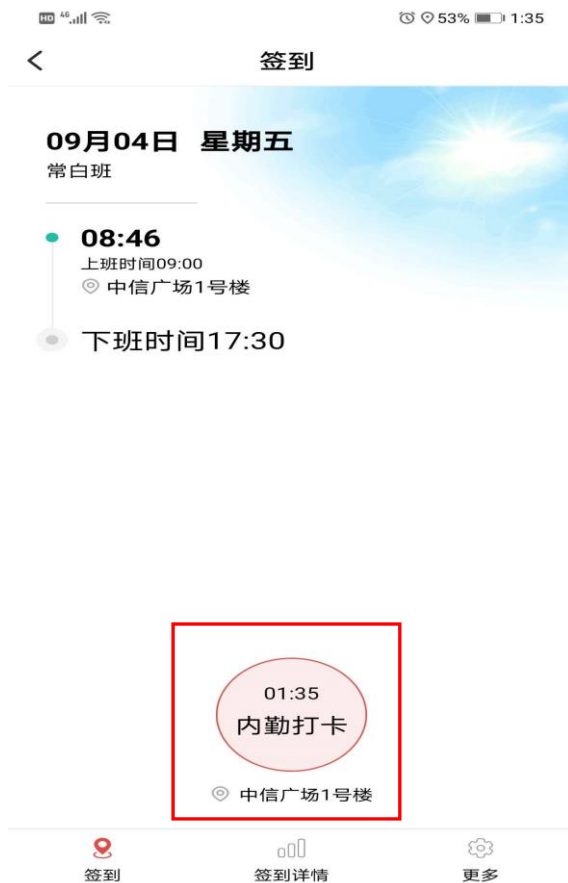 HD 46 53% 1:35
签到
09月04日 星期五
常白班
08:46
上班时间09:00
中信广场1号楼
下班时间17:30
01:35
内勤打卡
中信广场1号楼
签到 签到详情 更多